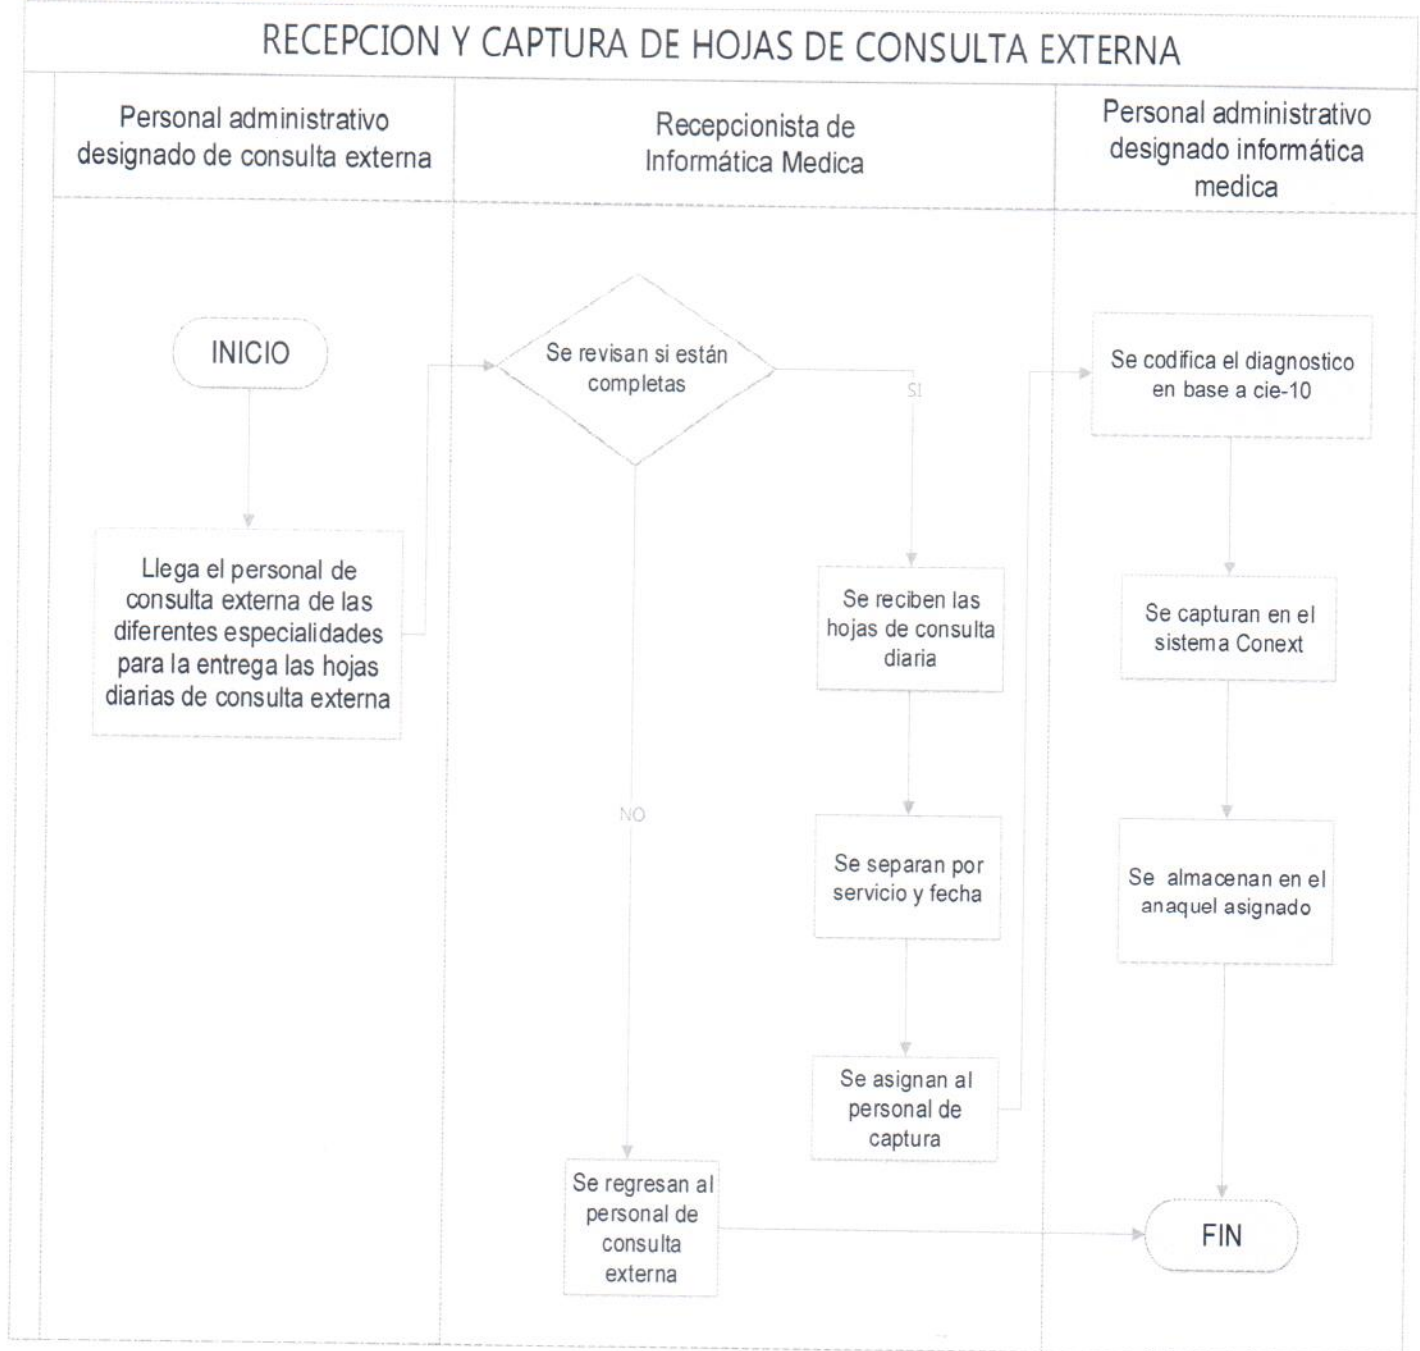 RECEPCION Y CAPTURA DE HOJAS DE CONSULTA EXTERNA
Personal administrativo
designado de consulta externa
Recepcionista de
Informática Medica
Personal administrativo
designado informática
medica
INICIO
Llega el personal de
consulta externa de las
diferentes especialidades
para la entrega las hojas
diarias de consulta externa
Se revisan si están
completas
SI
NO
Se reciben las
hojas de consulta
diaria
Se separan por
servicio y fecha
Se asignan al
personal de
captura
Se regresan al
personal de
consulta
externa
Se codifica el diagnostico
en base a cie-10
Se capturan en el
sistema Conext
Se almacenan en el
anaquel asignado
FIN